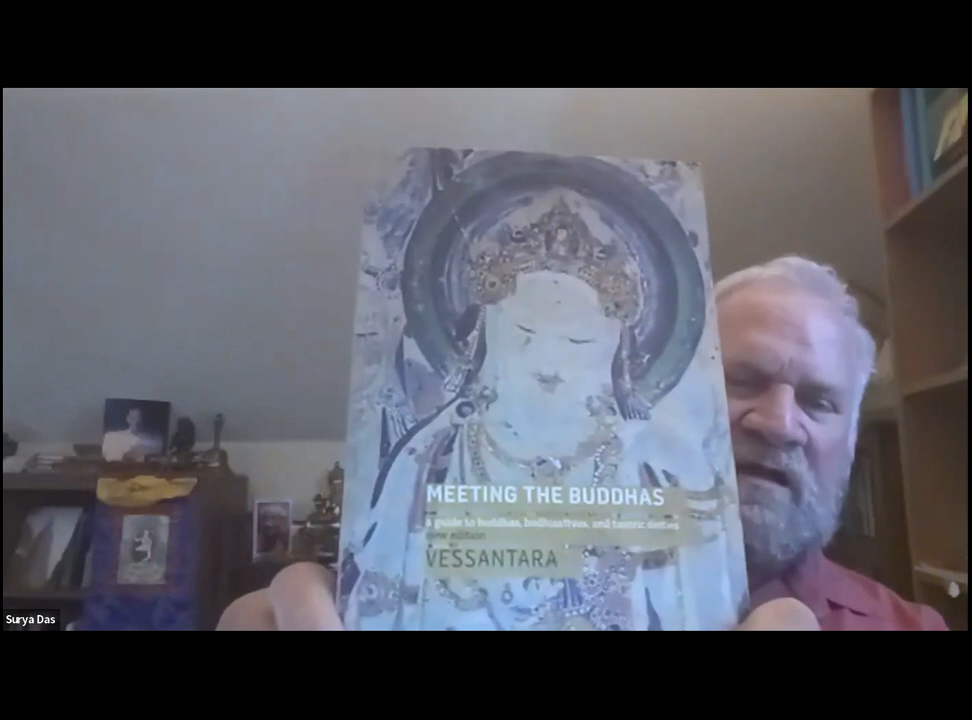 MEETING THE BUDDHAS
a guide to buddhas, bodhisattvas, and tantric deities
new edition
VESSANTARA
Surya Das